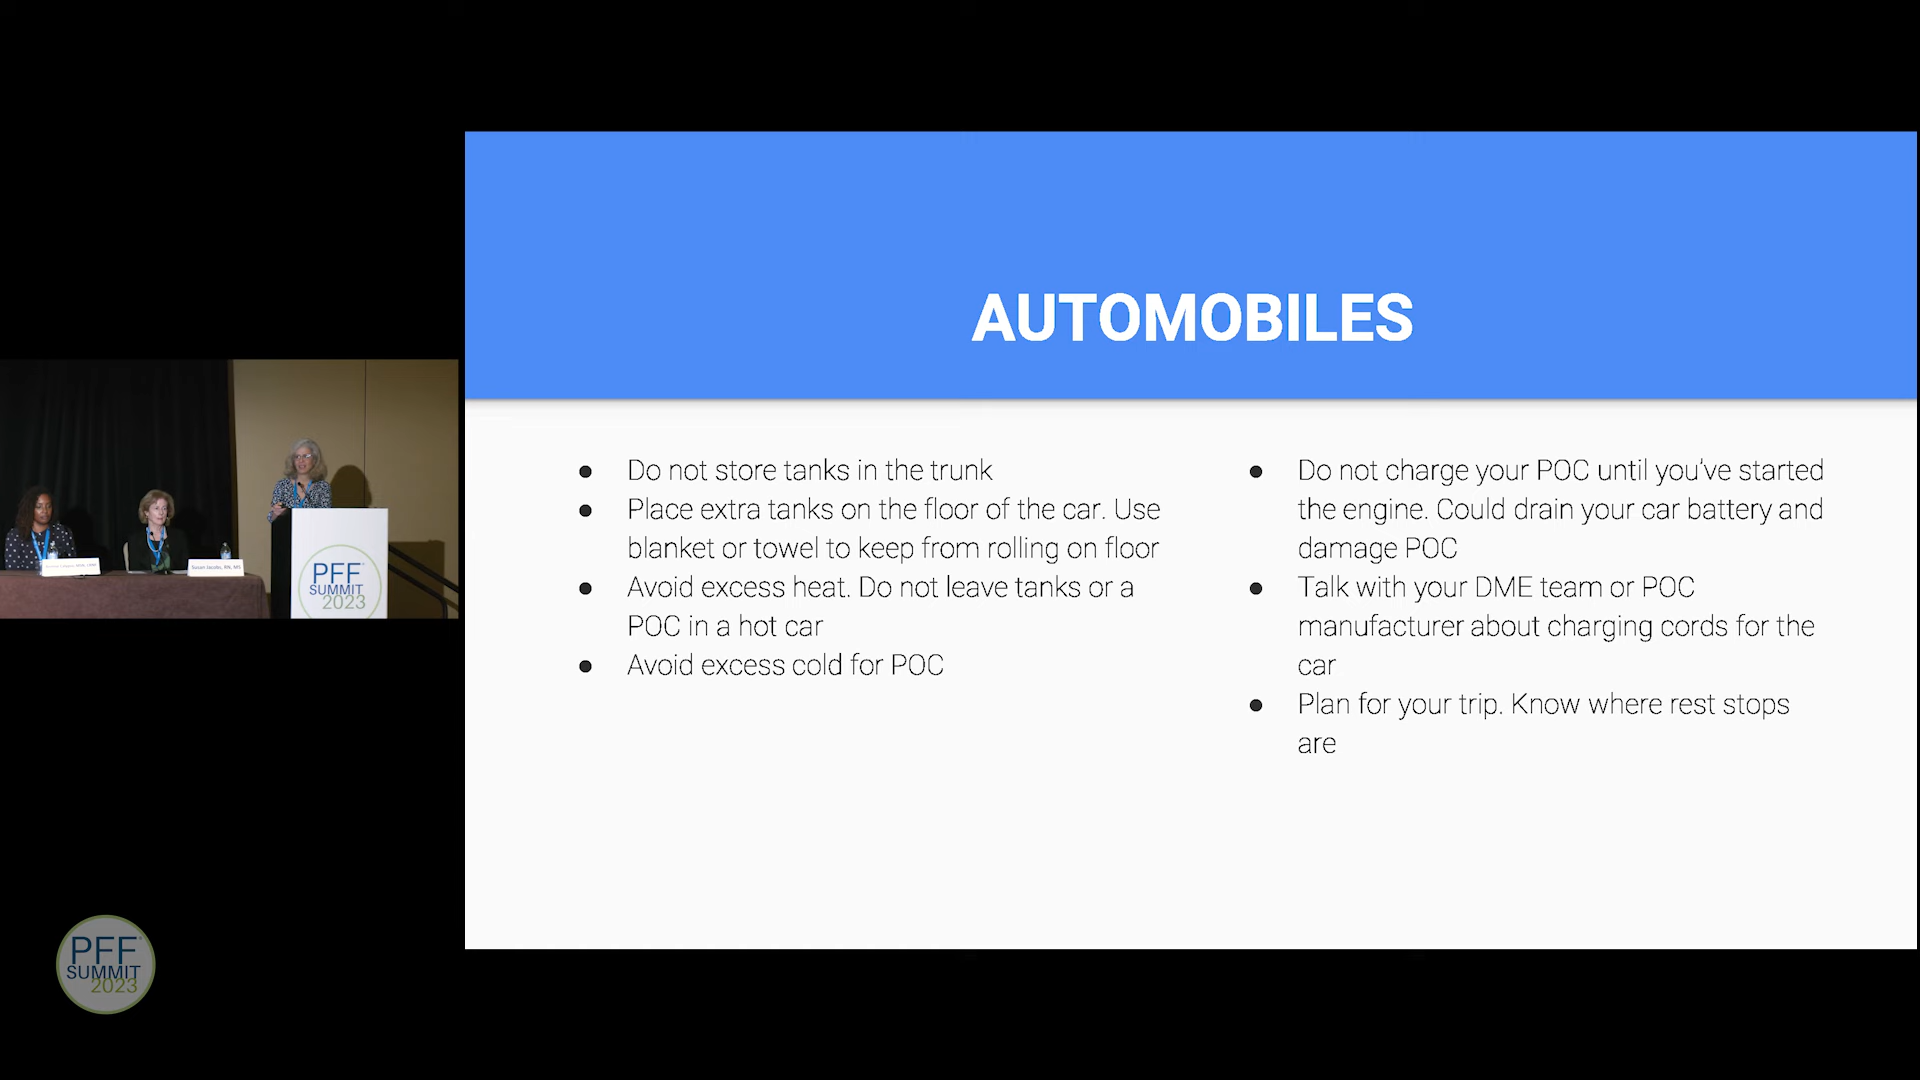 AUTOMOBILES
● Do not store tanks in the trunk
● Place extra tanks on the floor of the car. Use
blanket or towel to keep from rolling on floor
● Avoid excess heat. Do not leave tanks or a
POC in a hot car
● Avoid excess cold for POC
● Do not charge your POC until you've started
the engine. Could drain your car battery and
damage POC
● Talk with your DME team or POC
manufacturer about charging cords for the
car
● Plan for your trip. Know where rest stops
are
Susan Jacobs, RN, MS
PFF
SUMMIT
2023
PFF
SUMMIT
2023